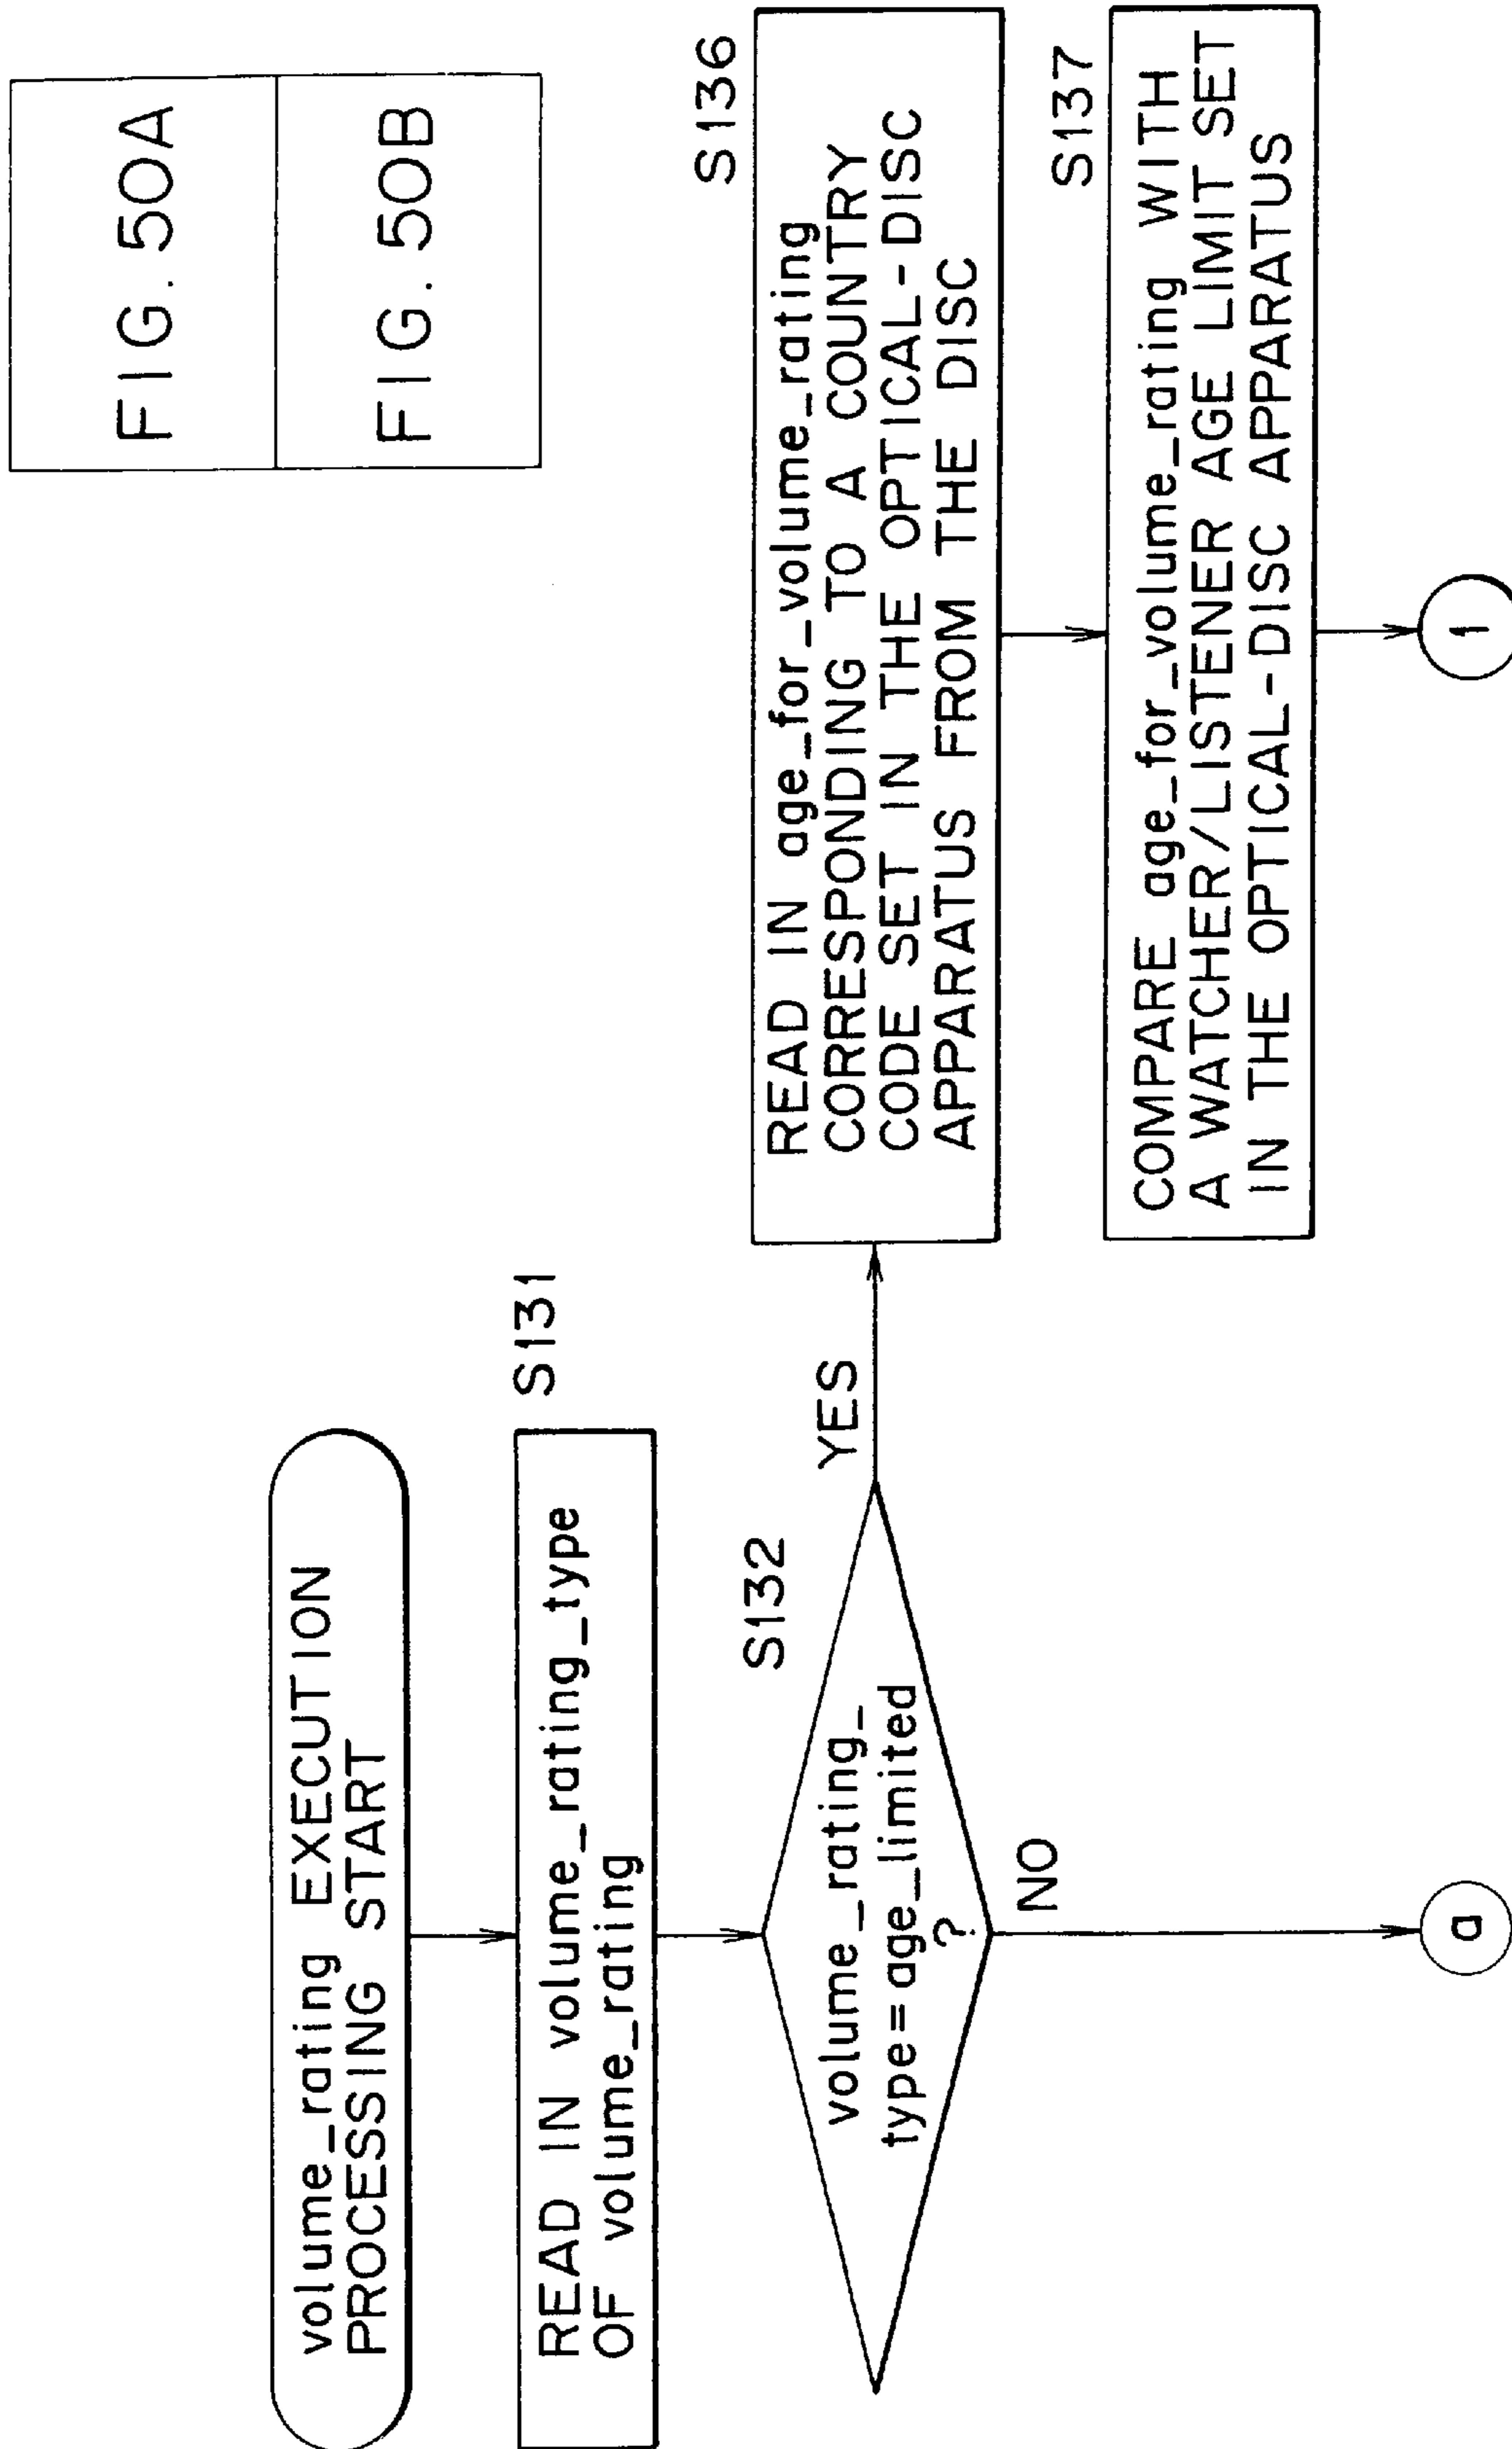 FIG. 50A
FIG. 50B
volume_rating EXECUTION
PROCESSING START
S131
READ IN volume_rating_type
OF volume_rating
S132
volume_rating_
type=age_limited
?
YES
NO
a
S136
READ IN age_for_volume_rating
CORRESPONDING TO A COUNTRY
CODE SET IN THE OPTICAL-DISC
APPARATUS FROM THE DISC
S137
COMPARE age_for_volume_rating WITH
A WATCHER/LISTENER AGE LIMIT SET
IN THE OPTICAL-DISC APPARATUS
1